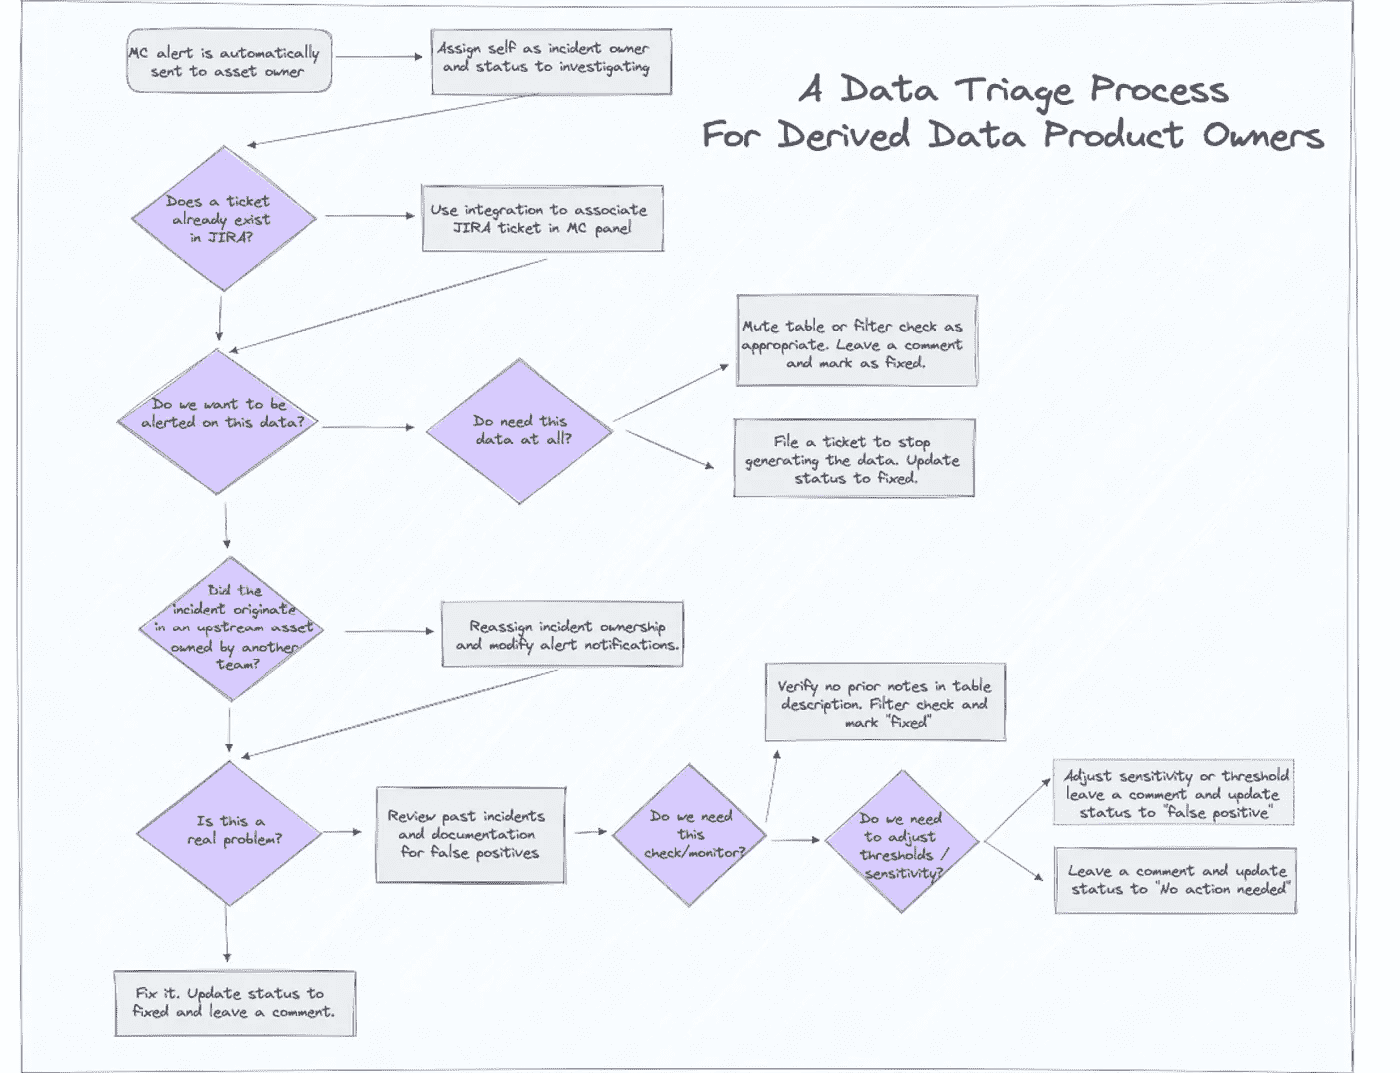 A Data Triage Process
For Derived Data Product Owners
MC alert is automatically
sent to asset owner
Assign self as incident owner
and status to investigating
Does a ticket
already exist
in JIRA?
Use integration to associate
JIRA ticket in MC panel
Do we want to be
alerted on this data?
Do need this
data at all?
Mute table or filter check as
appropriate. Leave a comment
and mark as fixed.
File a ticket to stop
generating the data. Update
status to fixed.
Did the
incident originate
in an upstream asset
owned by another
team?
Reassign incident ownership
and modify alert notifications.
Is this a
real problem?
Review past incidents
and documentation
for false positives
Do we need
this
check/monitor?
Verify no prior notes in table
description. Filter check and
mark "fixed"
Do we need
to adjust
thresholds /
sensitivity?
Adjust sensitivity or threshold
leave a comment and update
status to "false positive"
Leave a comment and update
status to "No action needed"
Fix it. Update status to
fixed and leave a comment.